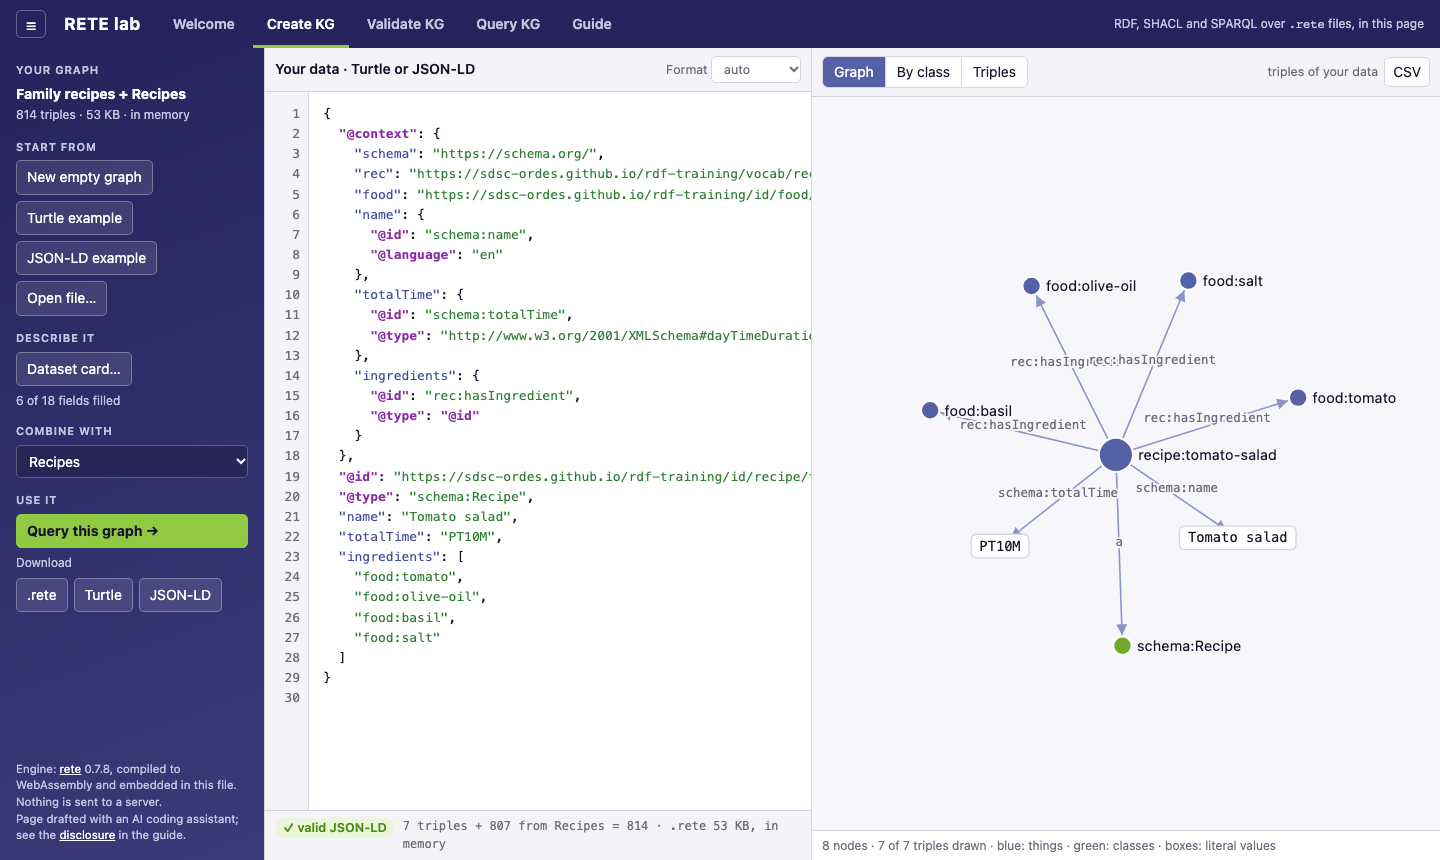 ≡
RETE lab
Welcome
Create KG
Validate KG
Query KG
Guide
RDF, SHACL and SPARQL over .rete files, in this page
YOUR GRAPH
Family recipes + Recipes
814 triples · 53 KB · in memory
START FROM
New empty graph
Turtle example
JSON-LD example
Open file...
DESCRIBE IT
Dataset card...
6 of 18 fields filled
COMBINE WITH
Recipes
USE IT
Query this graph →
Download
.rete
Turtle
JSON-LD
Engine: rete 0.7.8, compiled to
WebAssembly and embedded in this file.
Nothing is sent to a server.
Page drafted with an AI coding assistant;
see the disclosure in the guide.
Your data · Turtle or JSON-LD
Format
auto
1 {
2 "@context": {
3 "schema": "https://schema.org/",
4 "rec": "https://sdsc-ordes.github.io/rdf-training/vocab/re
5 "food": "https://sdsc-ordes.github.io/rdf-training/id/food/
6 "name": {
7 "@id": "schema:name",
8 "@language": "en"
9 },
10 "totalTime": {
11 "@id": "schema:totalTime",
12 "@type": "http://www.w3.org/2001/XMLSchema#dayTimeDurati
13 },
14 "ingredients": {
15 "@id": "rec:hasIngredient",
16 "@type": "@id"
17 }
18 },
19 "@id": "https://sdsc-ordes.github.io/rdf-training/id/recipe/
20 "@type": "schema:Recipe",
21 "name": "Tomato salad",
22 "totalTime": "PT10M",
23 "ingredients": [
24 "food:tomato",
25 "food:olive-oil",
26 "food:basil",
27 "food:salt"
28 ]
29 }
30
✓ valid JSON-LD
7 triples + 807 from Recipes = 814 · .rete 53 KB, in
memory
Graph
By class
Triples
triples of your data
CSV
food:olive-oil
food:salt
rec:hasIngredient
food:tomato
food:basil
rec:hasIngredient
rec:hasIngredient
recipe:tomato-salad
schema:totalTime
schema:name
PT10M
a
Tomato salad
schema:Recipe
8 nodes · 7 of 7 triples drawn · blue: things · green: classes · boxes: literal values